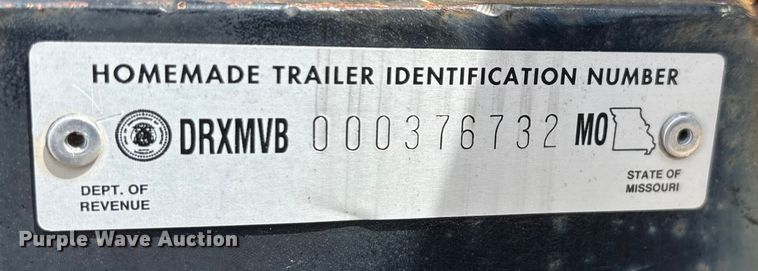 HOMEMADE TRAILER IDENTIFICATION NUMBER
DRXMVB 000376732 MO
DEPT. OF
REVENUE
STATE OF
MISSOURI
Purple Wave Auction